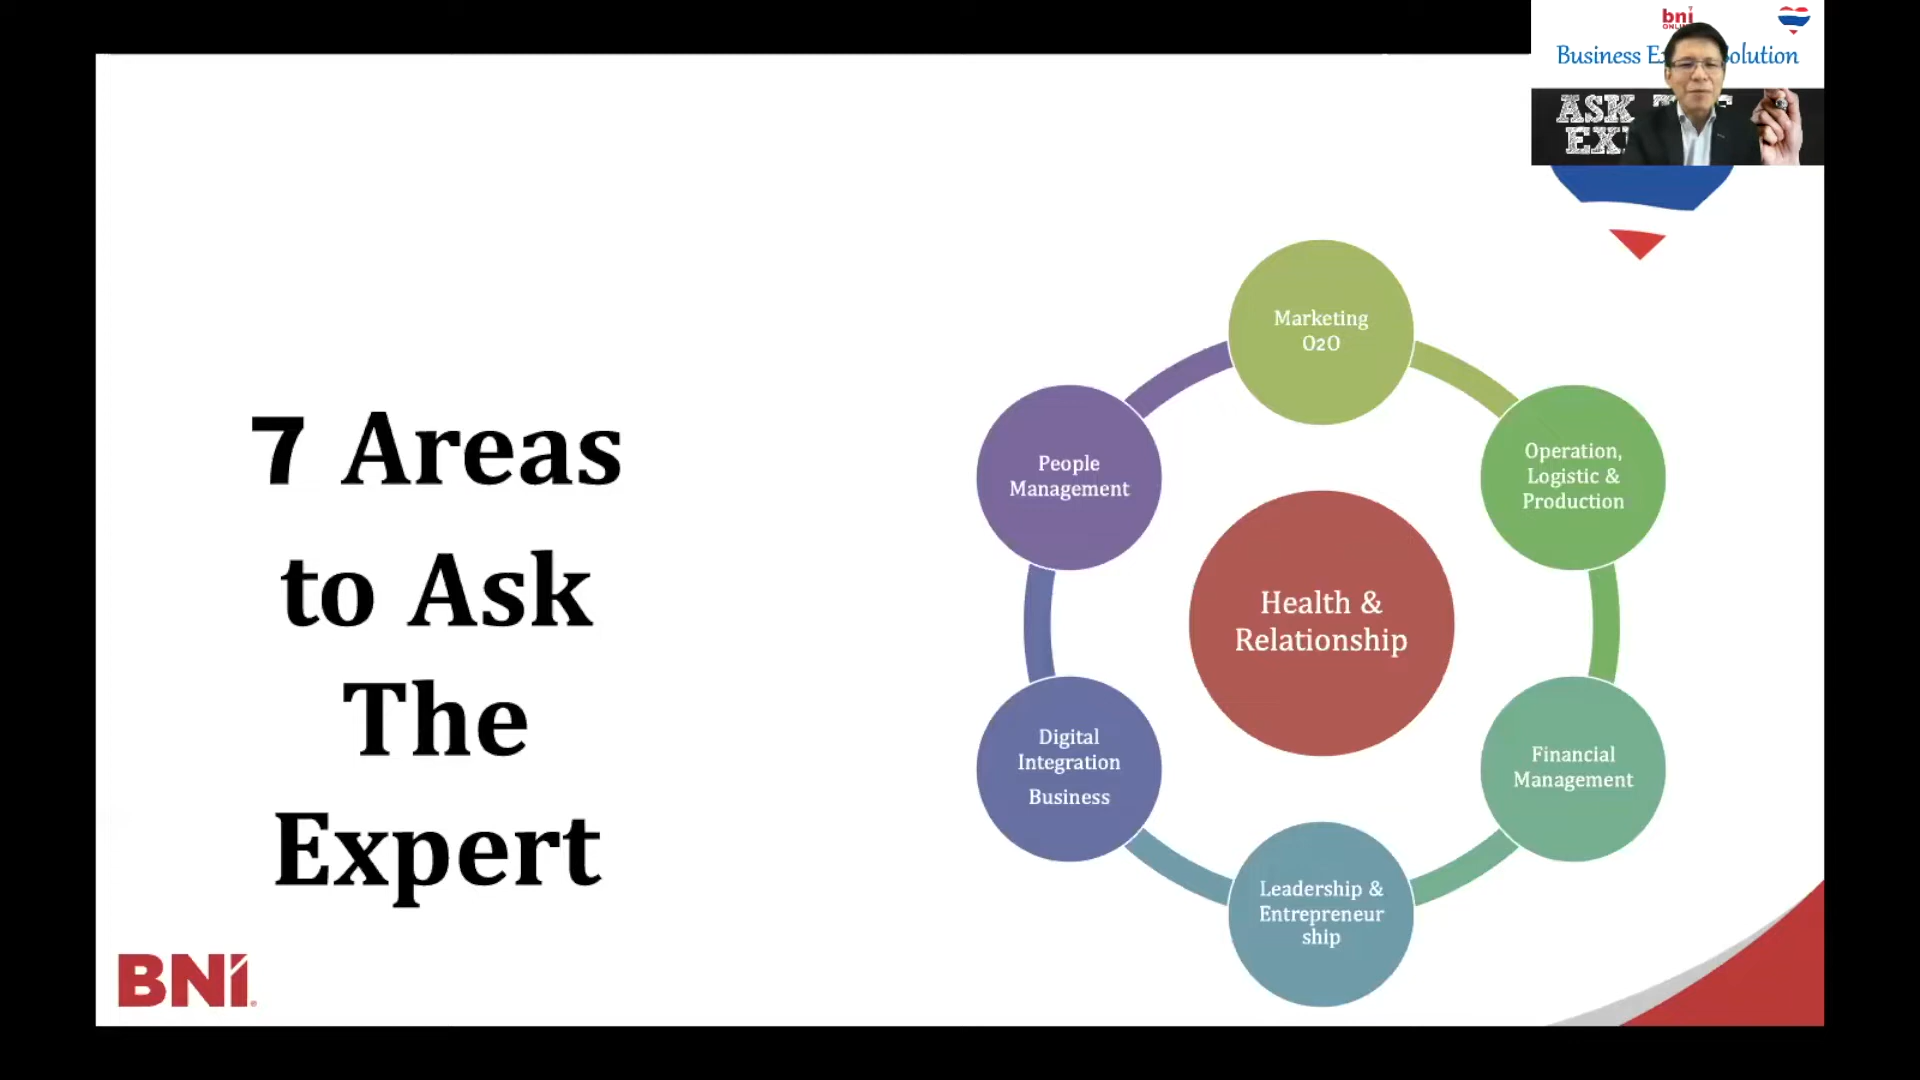 bni
Business
olution
ASK
EX
7 Areas
to Ask
The
Expert
Marketing
O2O
Operation,
Logistic &
Production
Financial
Management
Leadership &
Entrepreneur
ship
Digital
Integration
Business
People
Management
Health &
Relationship
BNI®